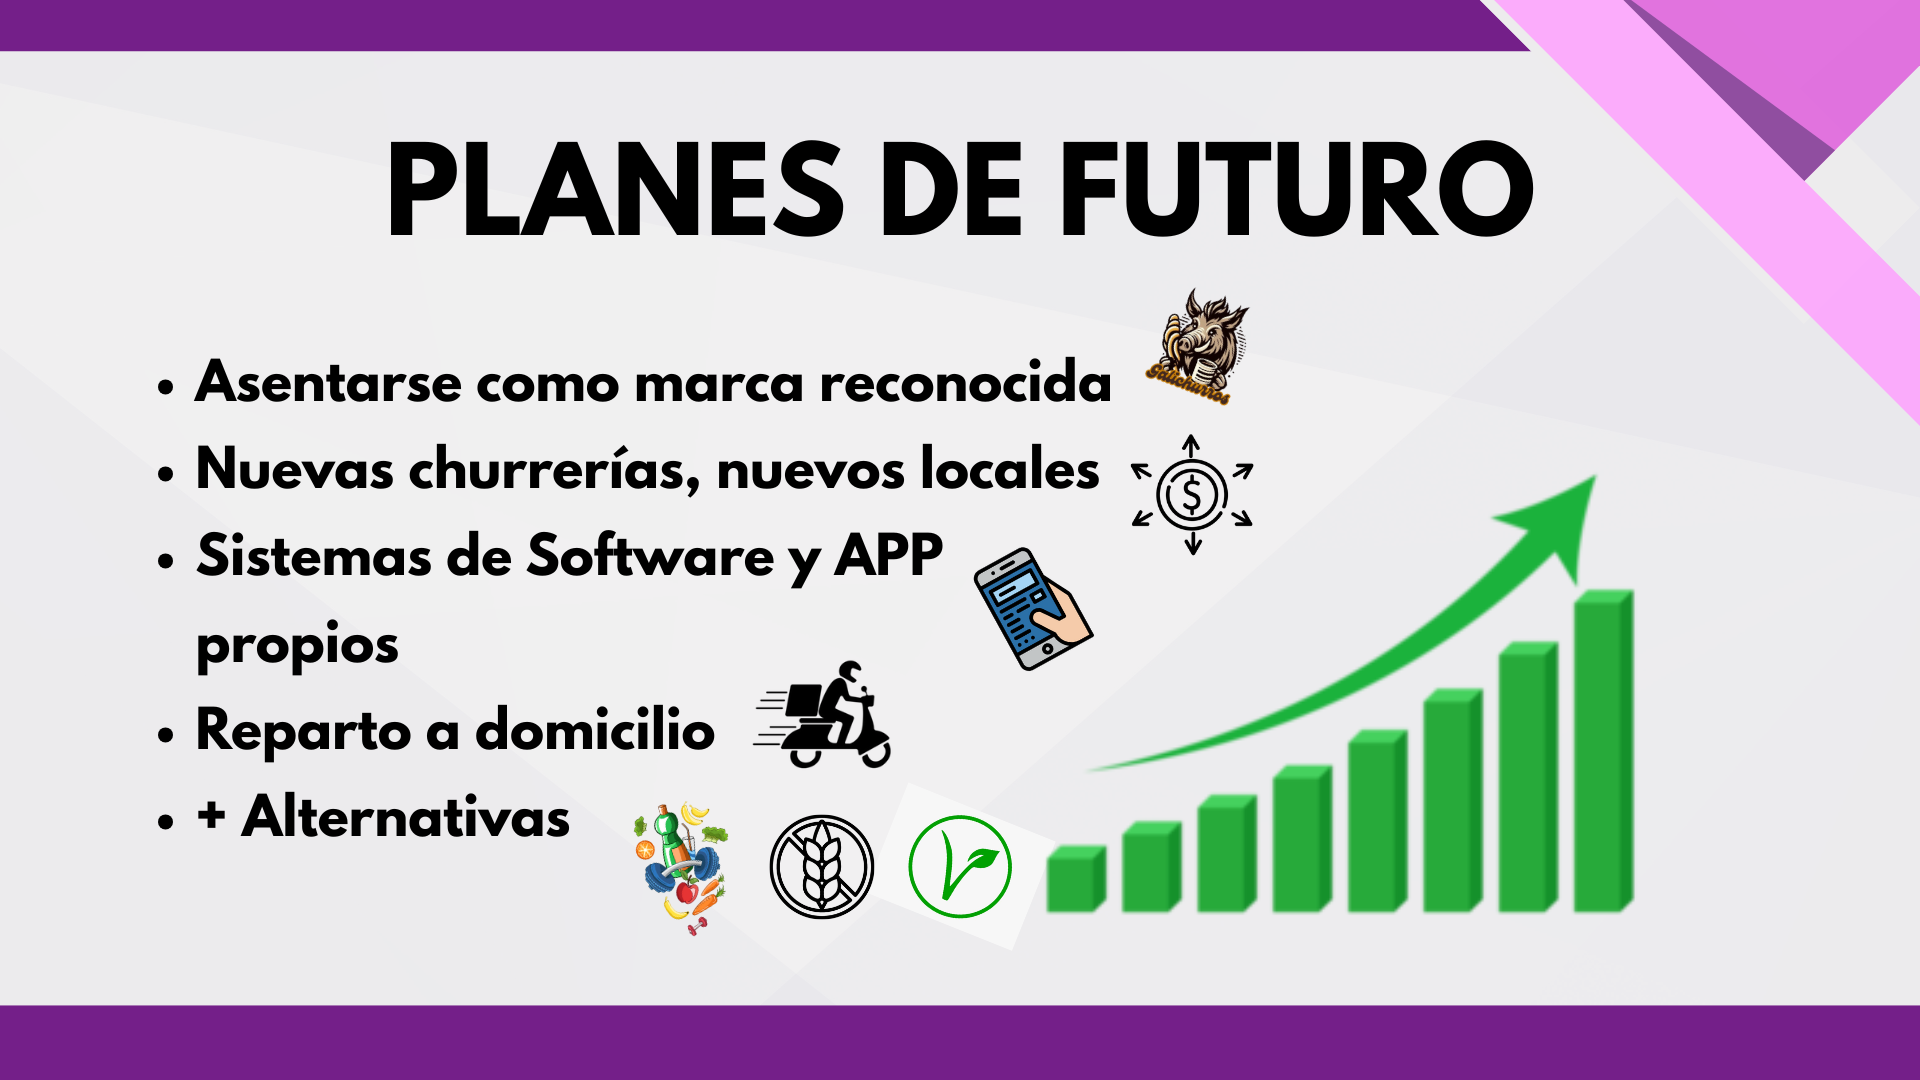 PLANES DE FUTURO
• Asentarse como marca reconocida
Galichurros
• Nuevas churrerías, nuevos locales
$
• Sistemas de Software y APP
propios
• Reparto a domicilio
• + Alternativas
V